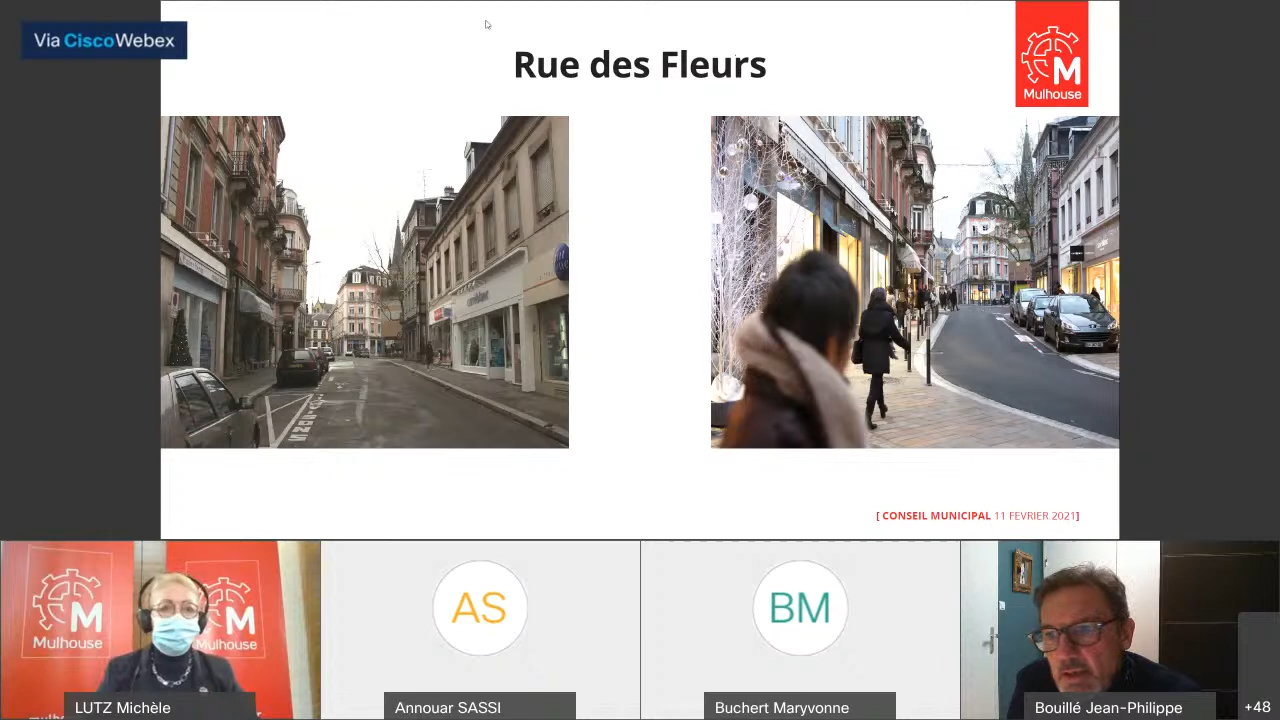 Via CiscoWebex
Rue des Fleurs
M
Mulhouse
[ CONSEIL MUNICIPAL 11 FEVRIER 2021]
M
Mulhouse
M
Mulhouse
AS
BM
LUTZ Michèle
Annouar SASSI
Buchert Maryvonne
Bouillé Jean-Philippe
+48